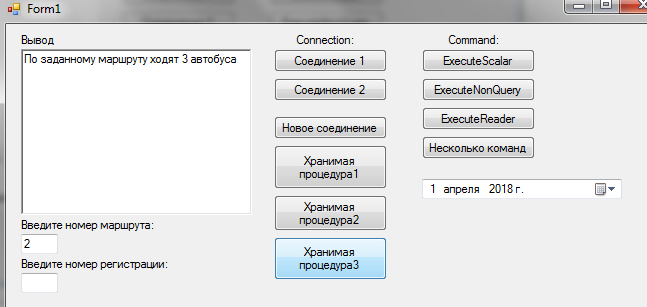 Form1
Вывод
По заданному маршруту ходят 3 автобуса
Введите номер маршрута:
2
Введите номер регистрации:
Connection:
Соединение 1
Соединение 2
Новое соединение
Хранимая
процедура1
Хранимая
процедура2
Хранимая
процедура3
Command:
ExecuteScalar
ExecuteNonQuery
ExecuteReader
Несколько команд
1 апреля 2018 г.